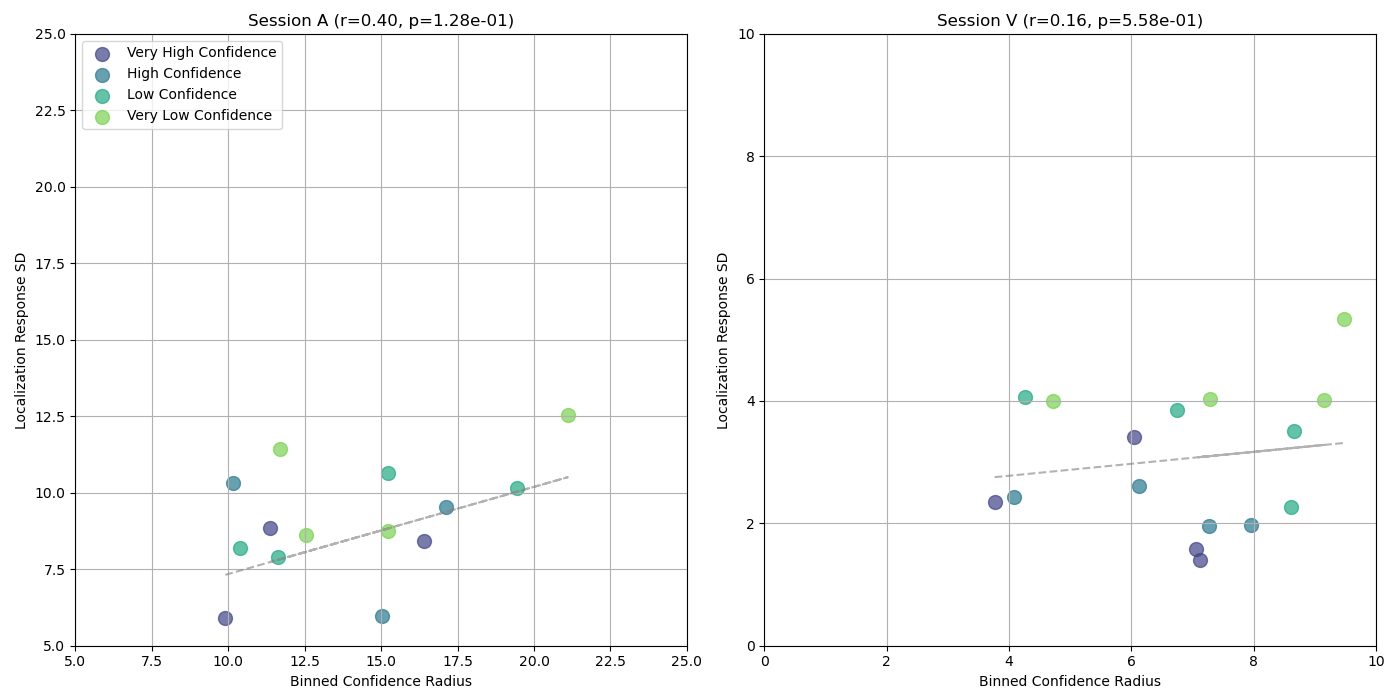 Session A (r=0.40, p=1.28e-01)
25.0
22.5
20.0
17.5
15.0
12.5
10.0
7.5
5.0
Localization Response SD
Very High Confidence
High Confidence
Low Confidence
Very Low Confidence
5.0 7.5 10.0 12.5 15.0 17.5 20.0 22.5 25.0
Binned Confidence Radius
Session V (r=0.16, p=5.58e-01)
10
8
6
4
2
0
Localization Response SD
0 2 4 6 8 10
Binned Confidence Radius